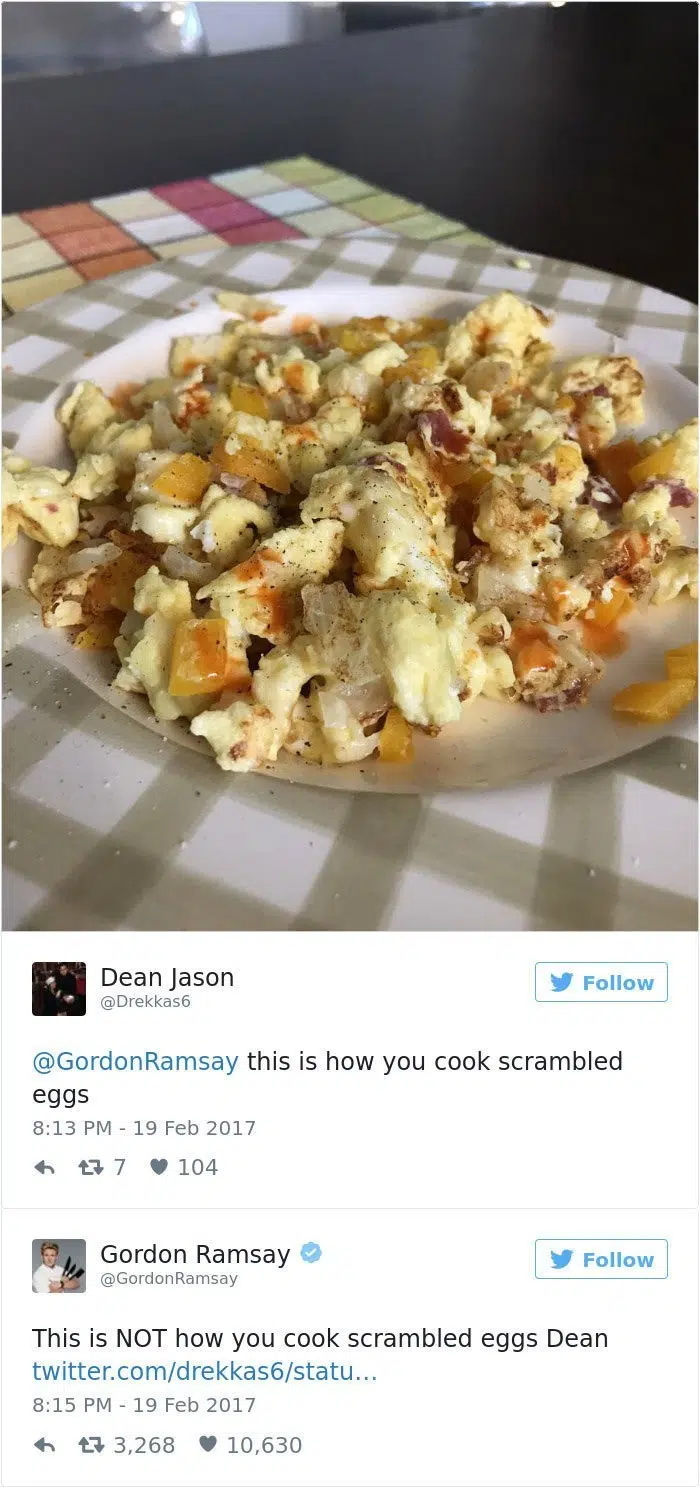 Dean Jason
@Drekkas6
Follow
@GordonRamsay this is how you cook scrambled
eggs
8:13 PM - 19 Feb 2017
7 104
Gordon Ramsay
@GordonRamsay
Follow
This is NOT how you cook scrambled eggs Dean
twitter.com/drekkas6/statu…
8:15 PM - 19 Feb 2017
3,268 10,630